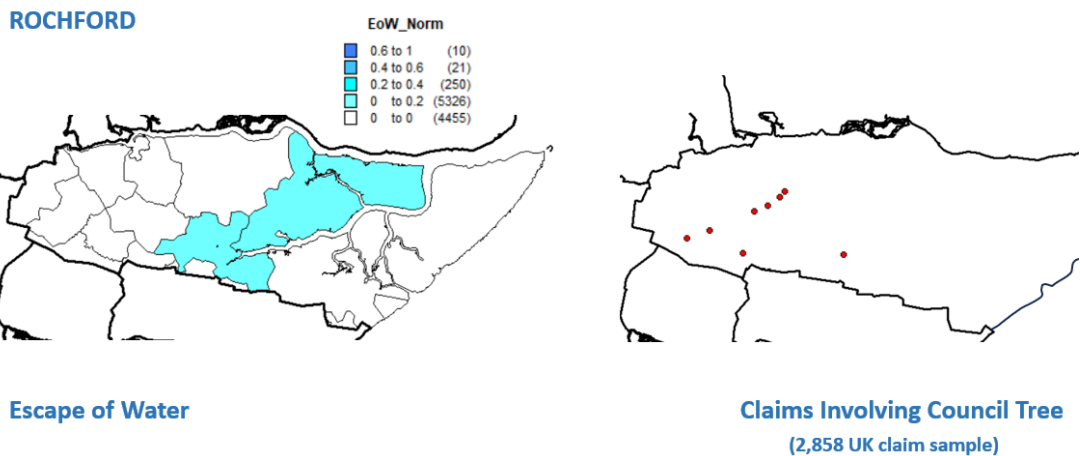 ROCHFORD
EoW_Norm
0.6 to 1 (10)
0.4 to 0.6 (21)
0.2 to 0.4 (250)
0 to 0.2 (5326)
0 to 0 (4455)
Escape of Water
Claims Involving Council Tree
(2,858 UK claim sample)